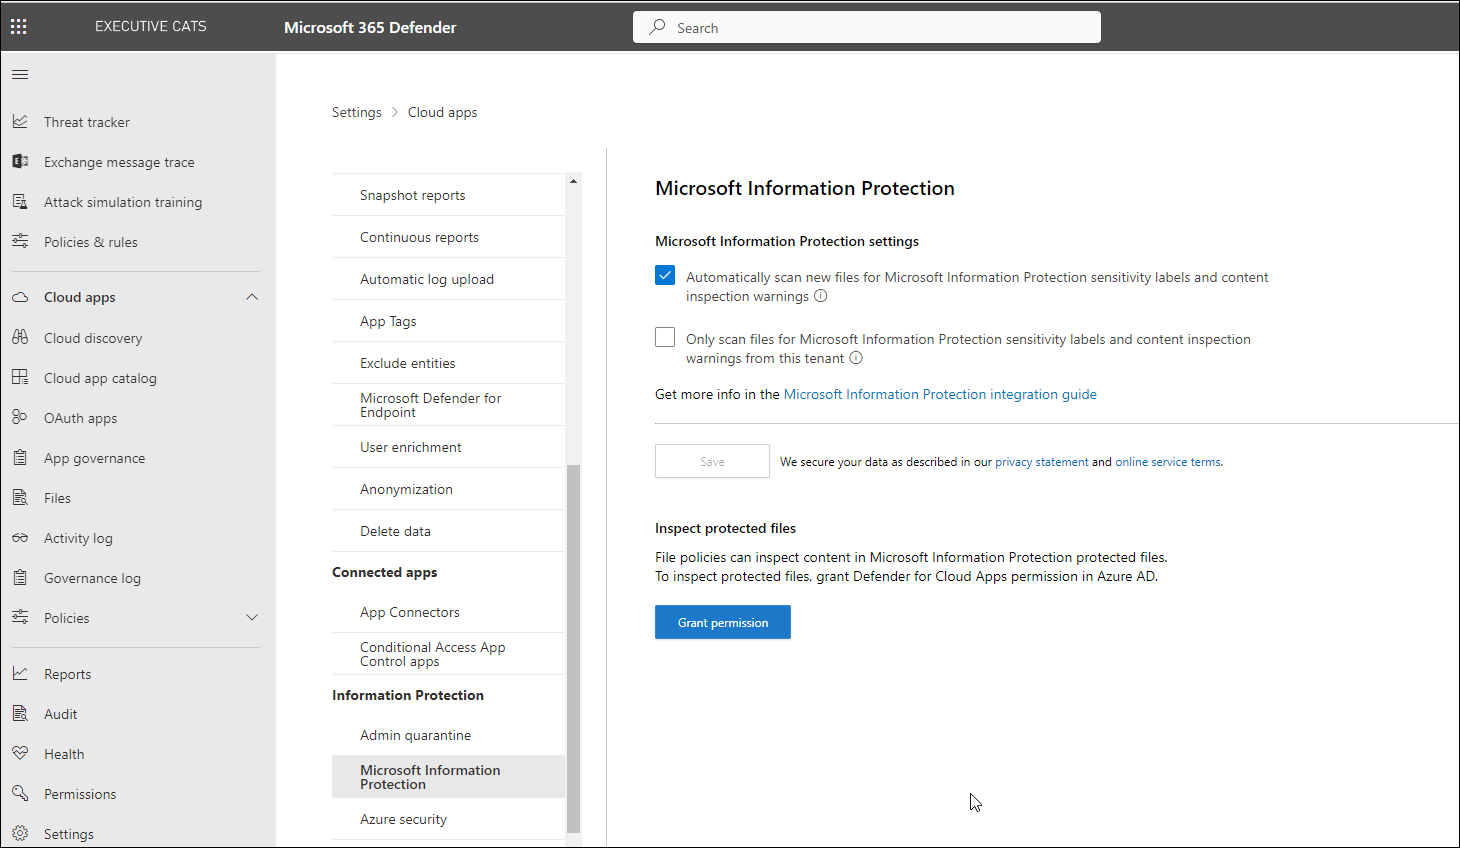 EXECUTIVE CATS
Microsoft 365 Defender
Search
Threat tracker
Exchange message trace
Attack simulation training
Policies & rules
Cloud apps
Cloud discovery
Cloud app catalog
OAuth apps
App governance
Files
Activity log
Governance log
Policies
Reports
Audit
Health
Permissions
Settings
Settings > Cloud apps
Snapshot reports
Continuous reports
Automatic log upload
App Tags
Exclude entities
Microsoft Defender for
Endpoint
User enrichment
Anonymization
Delete data
Connected apps
App Connectors
Conditional Access App
Control apps
Information Protection
Admin quarantine
Microsoft Information
Protection
Azure security
Microsoft Information Protection
Microsoft Information Protection settings
Automatically scan new files for Microsoft Information Protection sensitivity labels and content
inspection warnings
Only scan files for Microsoft Information Protection sensitivity labels and content inspection
warnings from this tenant
Get more info in the Microsoft Information Protection integration guide
Save
We secure your data as described in our privacy statement and online service terms.
Inspect protected files
File policies can inspect content in Microsoft Information Protection protected files.
To inspect protected files, grant Defender for Cloud Apps permission in Azure AD.
Grant permission